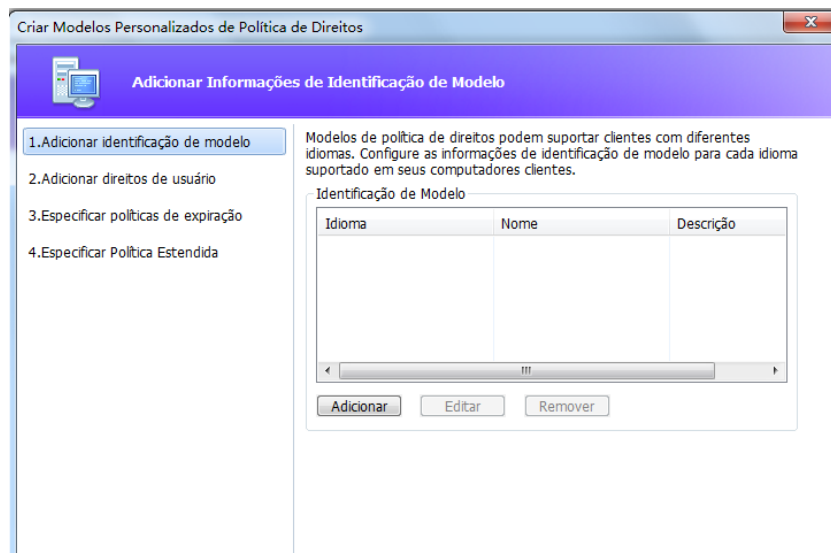 Criar Modelos Personalizados de Política de Direitos
Adicionar Informações de Identificação de Modelo
1.Adicionar identificação de modelo
2.Adicionar direitos de usuário
3.Especificar políticas de expiração
4.Especificar Política Estendida
Modelos de política de direitos podem suportar clientes com diferentes
idiomas. Configure as informações de identificação de modelo para cada idioma
suportado em seus computadores clientes.
Identificação de Modelo
Idioma Nome Descrição
Adicionar Editar Remover